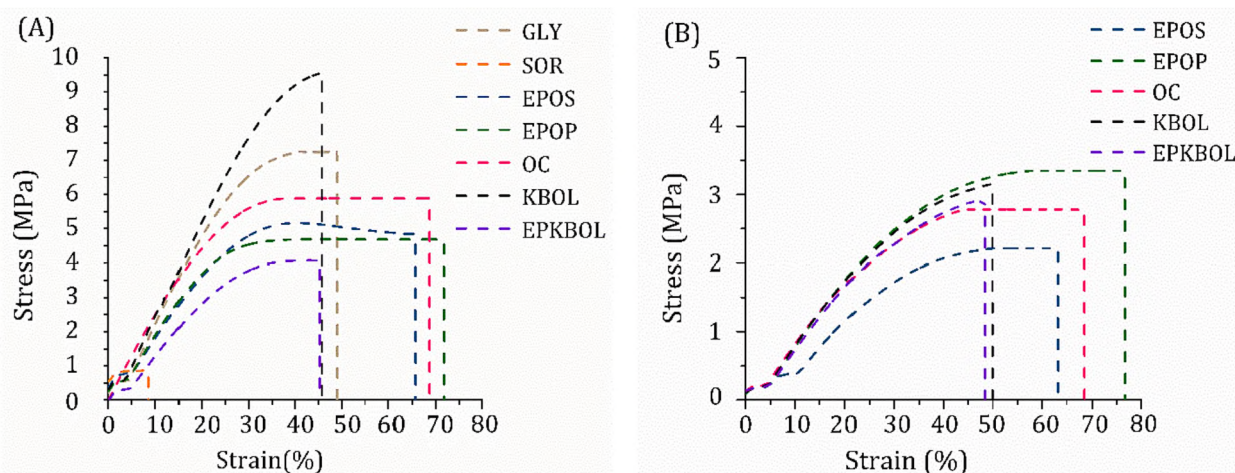 (A)
GLY
SOR
EPOS
EPOP
OC
KBOL
EPKBOL
10
9
8
7
6
5
4
3
2
1
0
Stress (MPa)
0 10 20 30 40 50 60 70 80
Strain(%)
(B)
EPOS
EPOP
OC
KBOL
EPKBOL
5
4
3
2
1
0
Stress (MPa)
0 10 20 30 40 50 60 70 80
Strain (%)